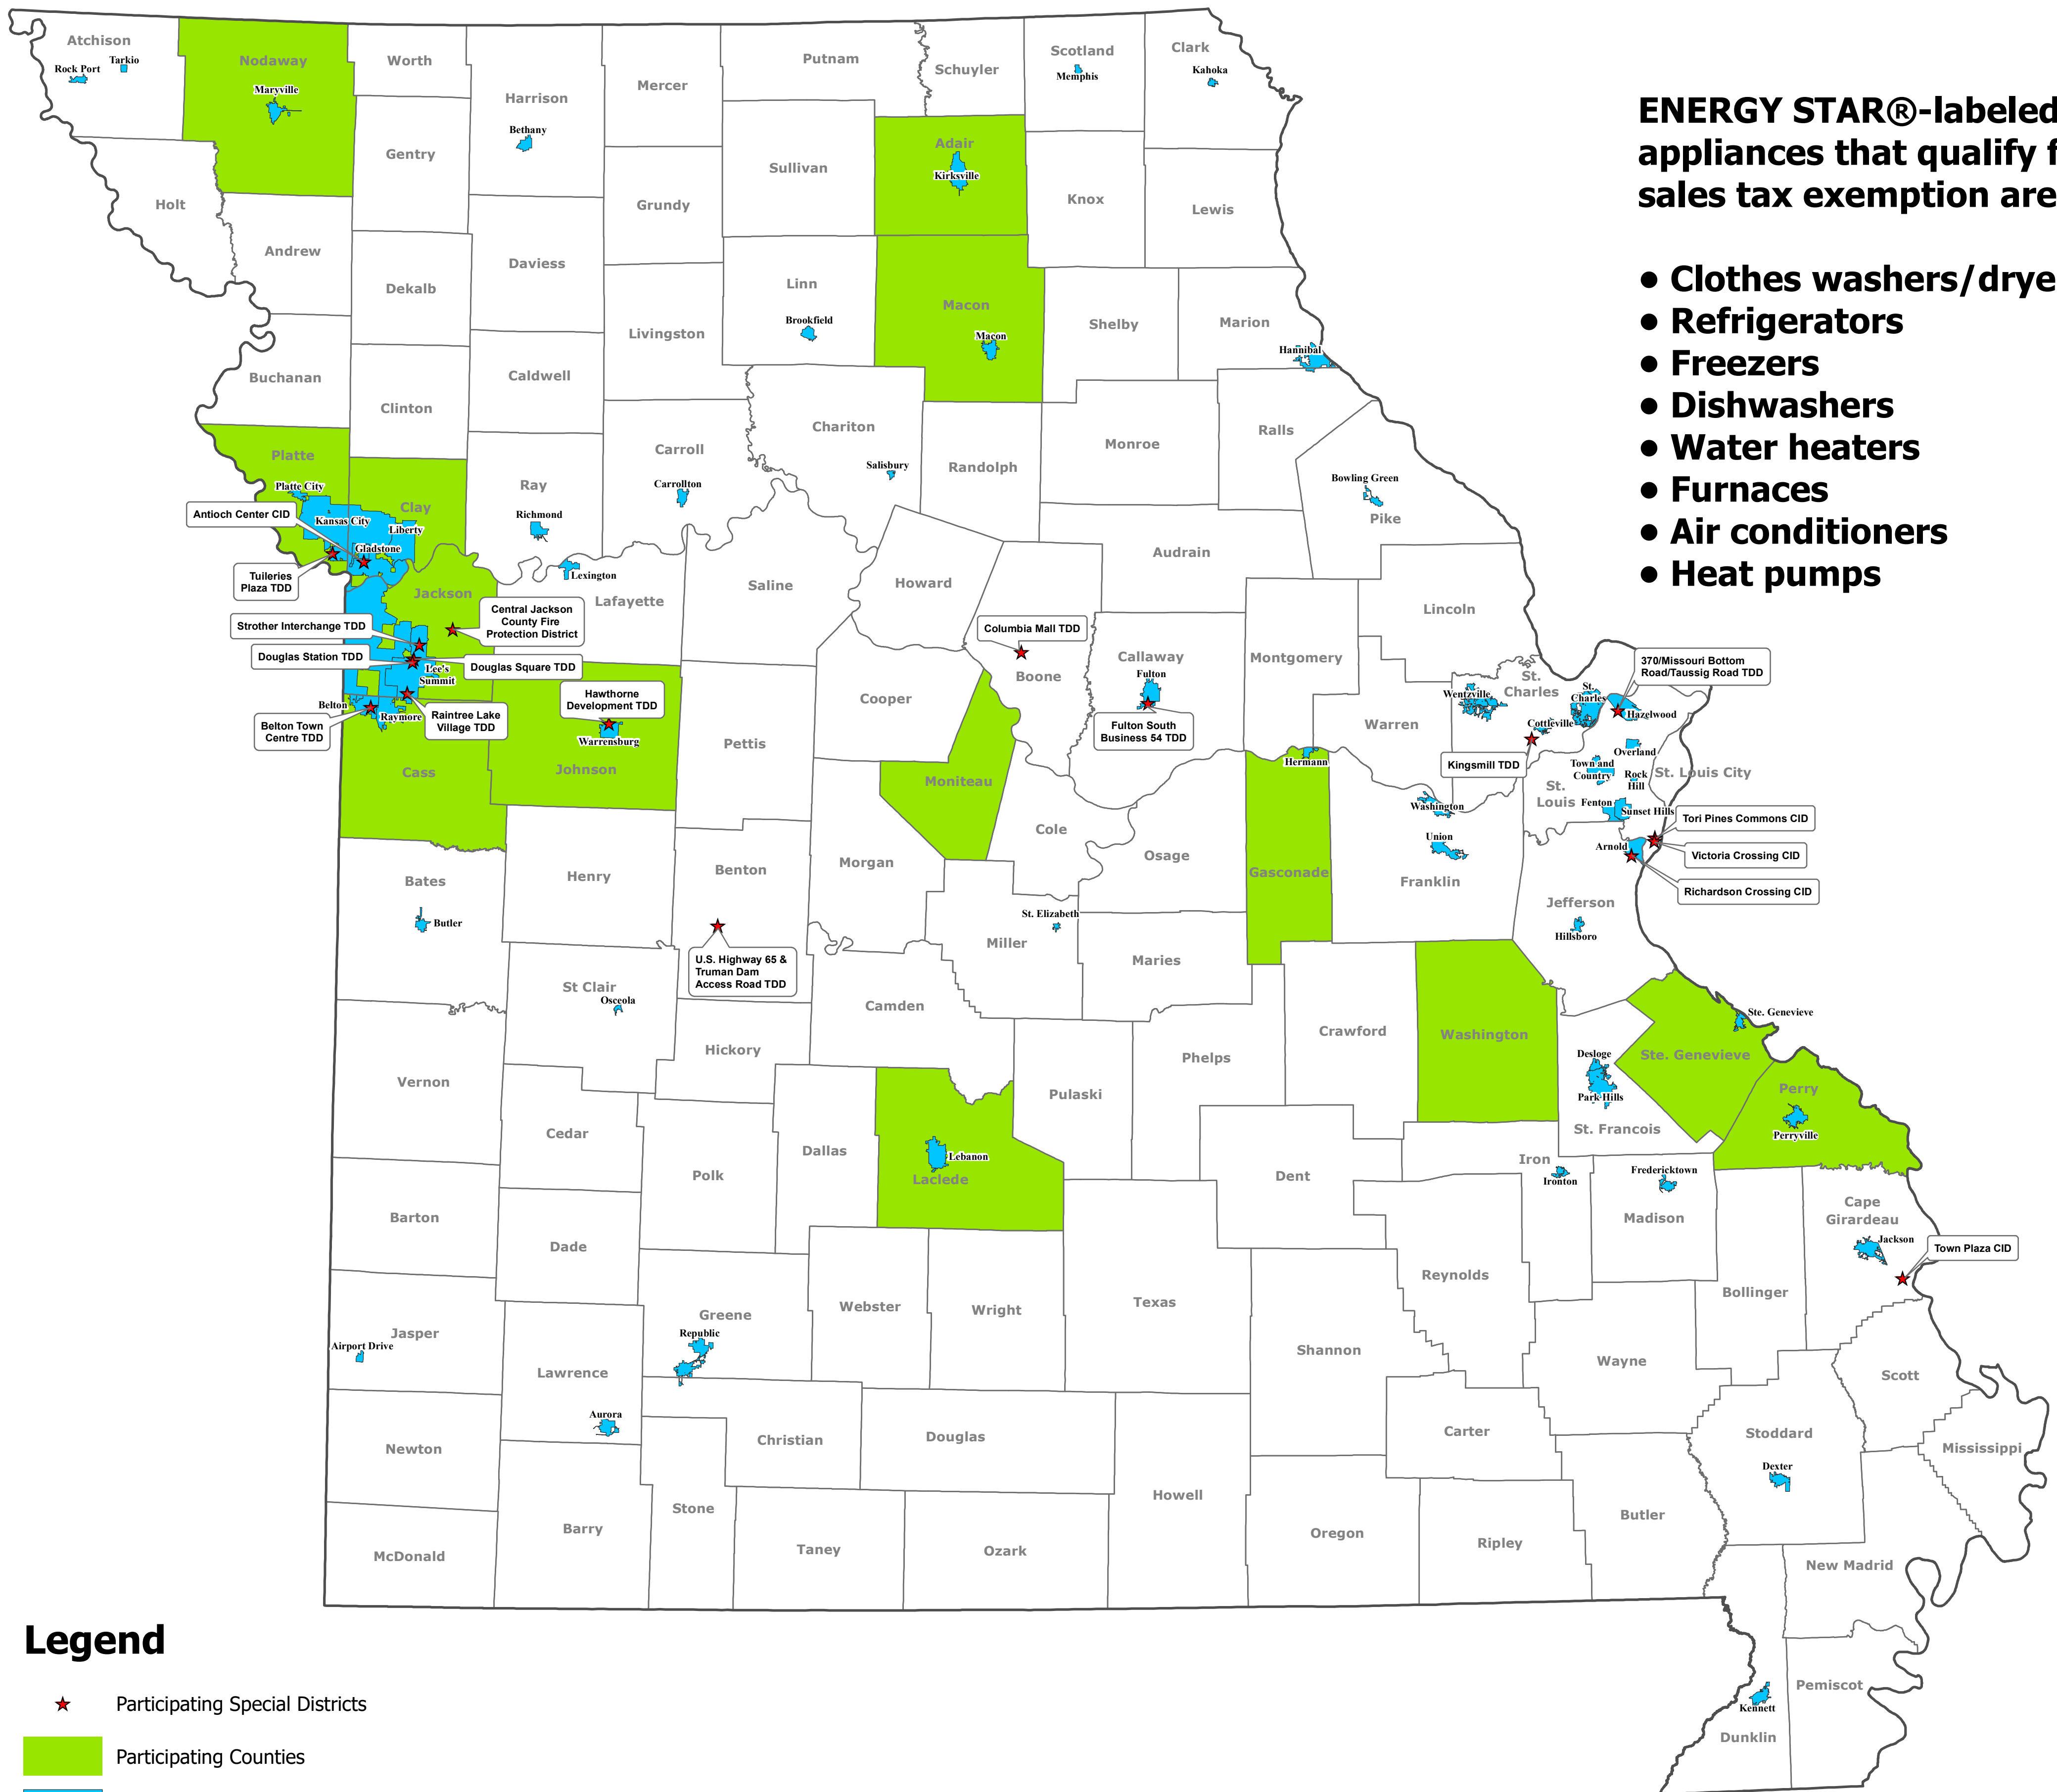 ENERGY STAR®-labeled
appliances that qualify f
sales tax exemption are
• Clothes washers/drye
• Refrigerators
• Freezers
• Dishwashers
• Water heaters
• Furnaces
• Air conditioners
• Heat pumps
Atchison
Rock Port
Tarkio
Nodaway
Maryville
Worth
Harrison
Bethany
Mercer
Putnam
Schuyler
Scotland
Memphis
Clark
Kahoka
Holt
Gentry
Andrew
Dekalb
Daviess
Grundy
Sullivan
Adair
Kirksville
Knox
Lewis
Linn
Brookfield
Macon
Macon
Shelby
Marion
Hannibal
Livingston
Buchanan
Clinton
Caldwell
Chariton
Salisbury
Randolph
Monroe
Ralls
Bowling Green
Pike
Platte
Platte City
Clay
Kansas City
Liberty
Gladstone
Antioch Center CID
Tuileries
Plaza TDD
Ray
Richmond
Carroll
Carrollton
Audrain
Howard
Saline
Lexington
Lafayette
Jackson
Central Jackson
County Fire
Protection District
Strother Interchange TDD
Douglas Station TDD
Douglas Square TDD
Lee's
Summit
Belton
Raymore
Belton Town
Centre TDD
Raintree Lake
Village TDD
Hawthorne
Development TDD
Warrensburg
Johnson
Cass
Pettis
Cooper
Moniteau
Columbia Mall TDD
Boone
Callaway
Fulton
Fulton South
Business 54 TDD
Montgomery
Lincoln
Warren
St.
Charles
Wentzville
St.
Charles
Cottleville
370/Missouri Bottom
Road/Taussig Road TDD
Hazelwood
Overland
Kingsmill TDD
Town and
Country
Rock
Hill
St. Louis City
St.
Louis
Fenton
Sunset Hills
Tori Pines Commons CID
Victoria Crossing CID
Arnold
Richardson Crossing CID
Hermann
Washington
Union
Franklin
Gasconade
Osage
Cole
Morgan
Benton
Henry
Bates
Butler
St. Elizabeth
Miller
Maries
Jefferson
Hillsboro
U.S. Highway 65 &
Truman Dam
Access Road TDD
St Clair
Osceola
Camden
Hickory
Vernon
Cedar
Polk
Dallas
Lebanon
Laclede
Pulaski
Phelps
Crawford
Washington
Ste. Genevieve
Ste. Genevieve
Desloge
Park Hills
St. Francois
Perry
Perryville
Dent
Iron
Ironton
Fredericktown
Madison
Cape
Girardeau
Jackson
Town Plaza CID
Bollinger
Reynolds
Barton
Dade
Greene
Republic
Webster
Wright
Texas
Shannon
Wayne
Scott
Jasper
Airport Drive
Lawrence
Aurora
Newton
Christian
Douglas
Carter
Stoddard
Dexter
Mississippi
McDonald
Barry
Stone
Taney
Ozark
Howell
Oregon
Ripley
Butler
New Madrid
Pemiscot
Kennett
Dunklin
Legend
Participating Special Districts
Participating Counties